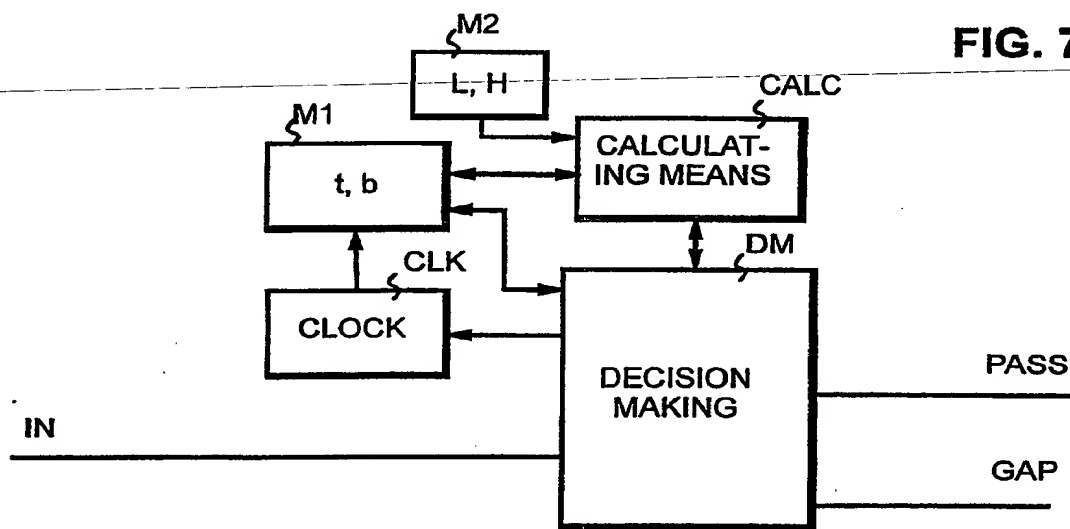 M2
FIG. 7
L, H
CALC
M1
CALCULAT-
ING MEANS
t, b
DM
CLK
CLOCK
DECISION
MAKING
PASS
IN
GAP